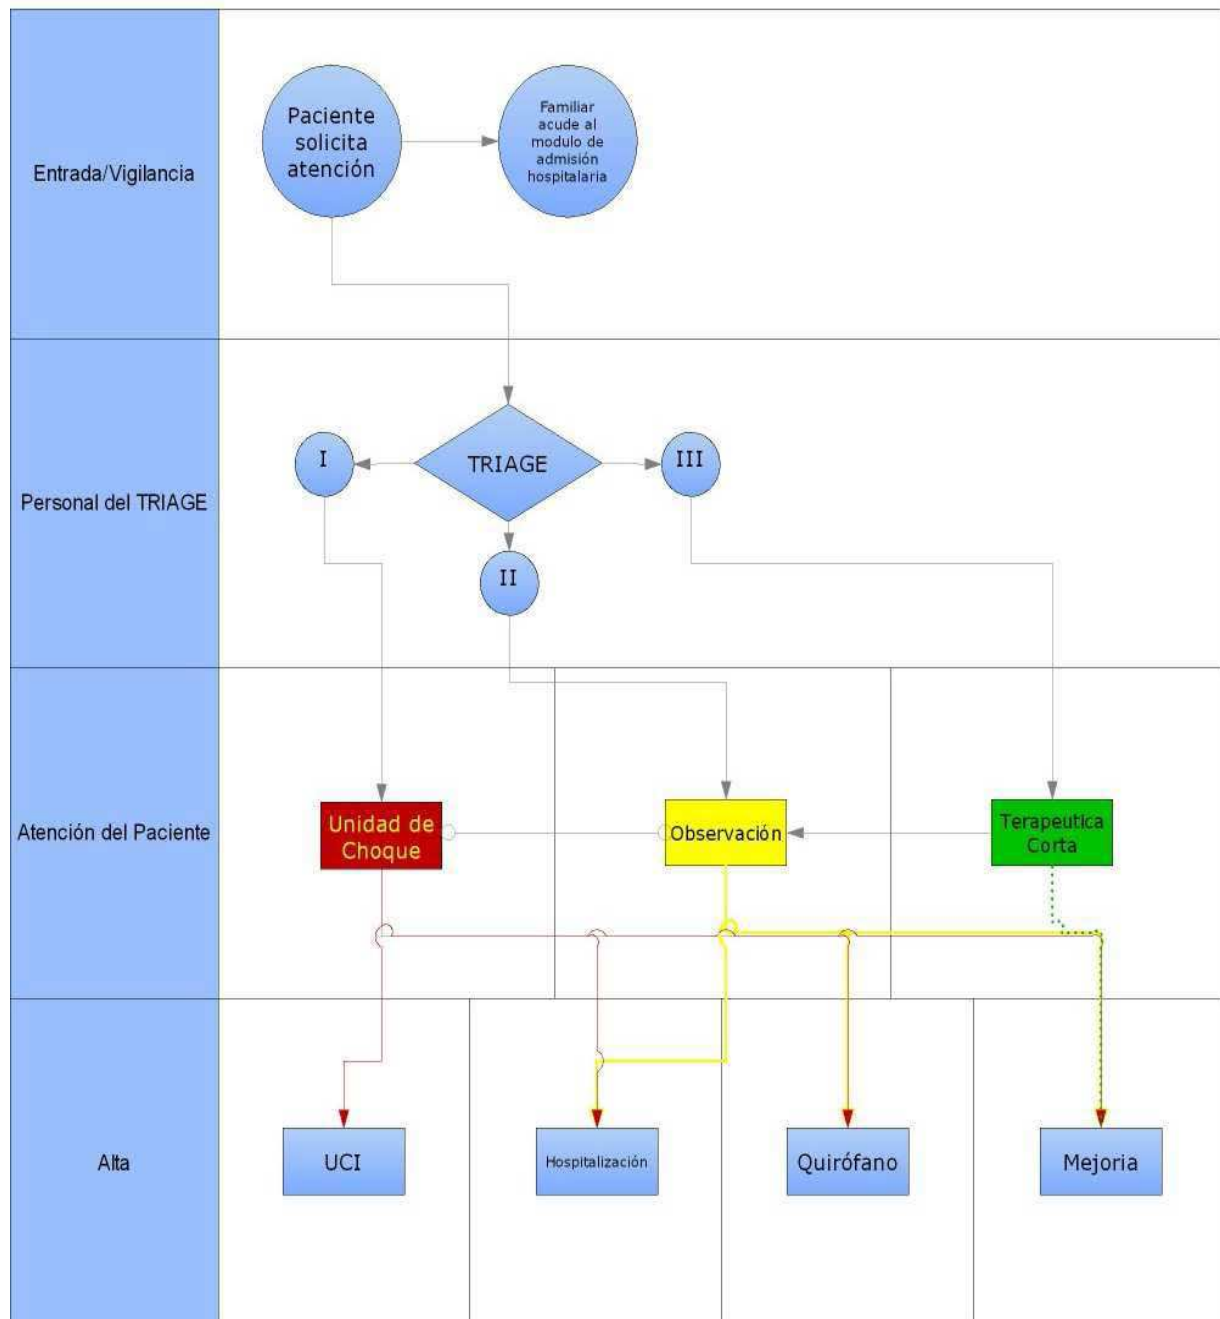 Entrada/Vigilancia
Paciente
solicita
atención
Familiar
acude al
modulo de
admisión
hospitalaria
Personal del TRIAGE
I
TRIAGE
III
II
Atención del Paciente
Unidad de
Choque
Observación
Terapeutica
Corta
Alta
UCI
Hospitalización
Quirófano
Mejoria